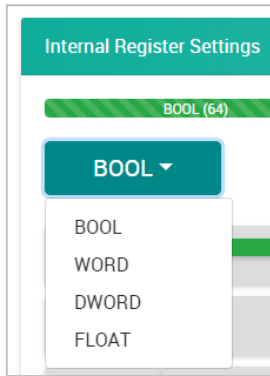 Internal Register Settings
BOOL (64)
BOOL
BOOL
WORD
DWORD
FLOAT